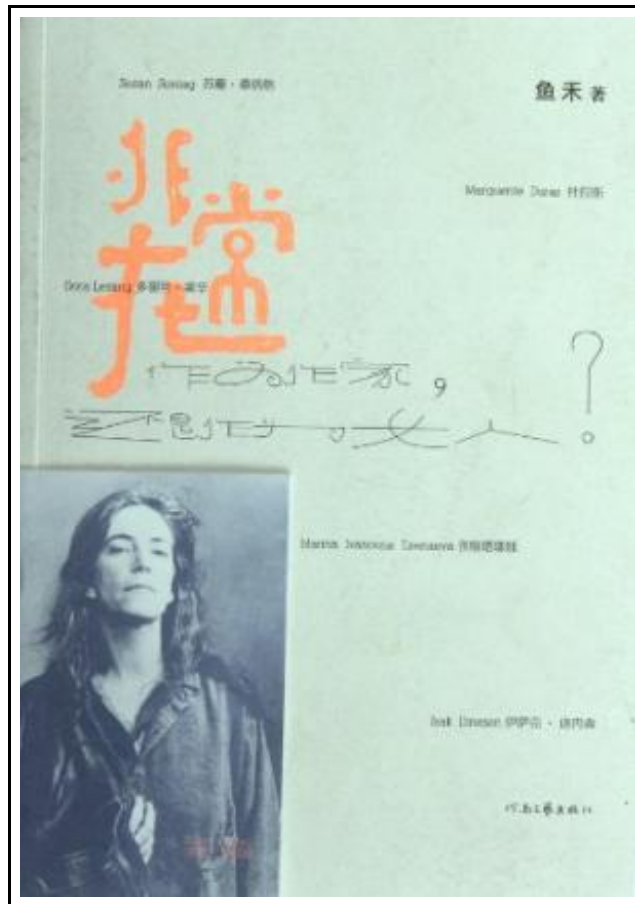 Susan Sontag 苏珊·桑塔格
鱼禾 著
非常在
Marguerite Duras 杜拉斯
Doris Lessing 多丽丝·莱辛
作为作家，
还是作为女人？
Marina Ivanovna Tsvetaeva 茨维塔耶娃
Isak Dinesen 伊萨克·迪内森
河南文艺出版社